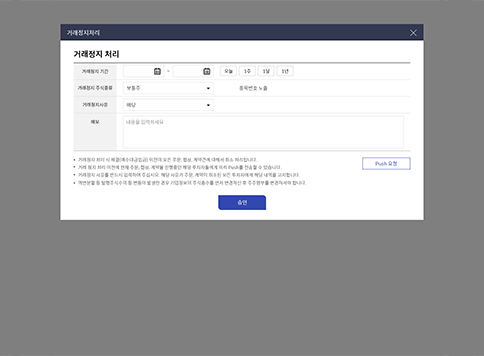 거래정지처리
거래정지 처리
거래정지 기간 ~ 오늘 1주 1달 1년
거래정지 주식종류 보통주 종목번호 노출
거래정지사유 해당
메모 내용을 입력하세요
• 거래정지 처리 시 체결(매수대금입금) 이전의 모든 주문, 협상, 계약건에 대해서 취소 처리됩니다.
• 거래 정지 처리 이전에 현재 주문, 협상, 계약을 진행중인 투자자들에게 미리 Push를 전송할 수 있습니다.
Push 요청
• 거래정지 사유를 반드시 입력하여 주십시오. 해당 사유가 주문, 계약이 취소된 모든 투자자에게 해당 내역을 고지합니다.
• 액면분할 등 발행주식수의 변동이 발생한 경우 기업정보의 주식총수를 먼저 변경하신 후 주주명부를 변경하셔야 합니다.
승인